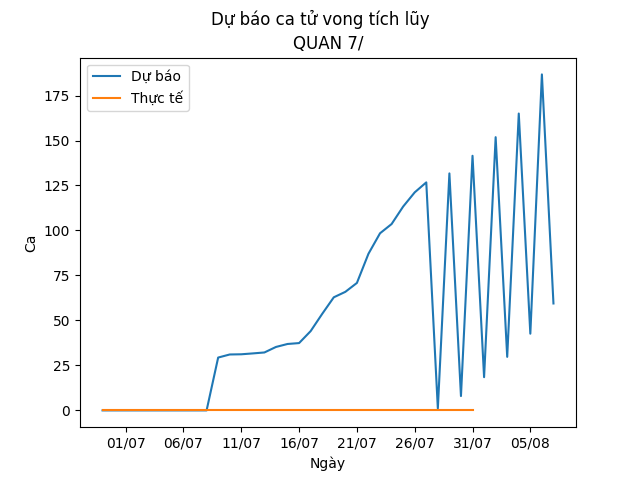 Dự báo ca tử vong tích lũy
QUAN 7/
Dự báo
Thực tế
175
150
125
100
75
50
25
0
Ca
01/07 06/07 11/07 16/07 21/07 26/07 31/07 05/08
Ngày